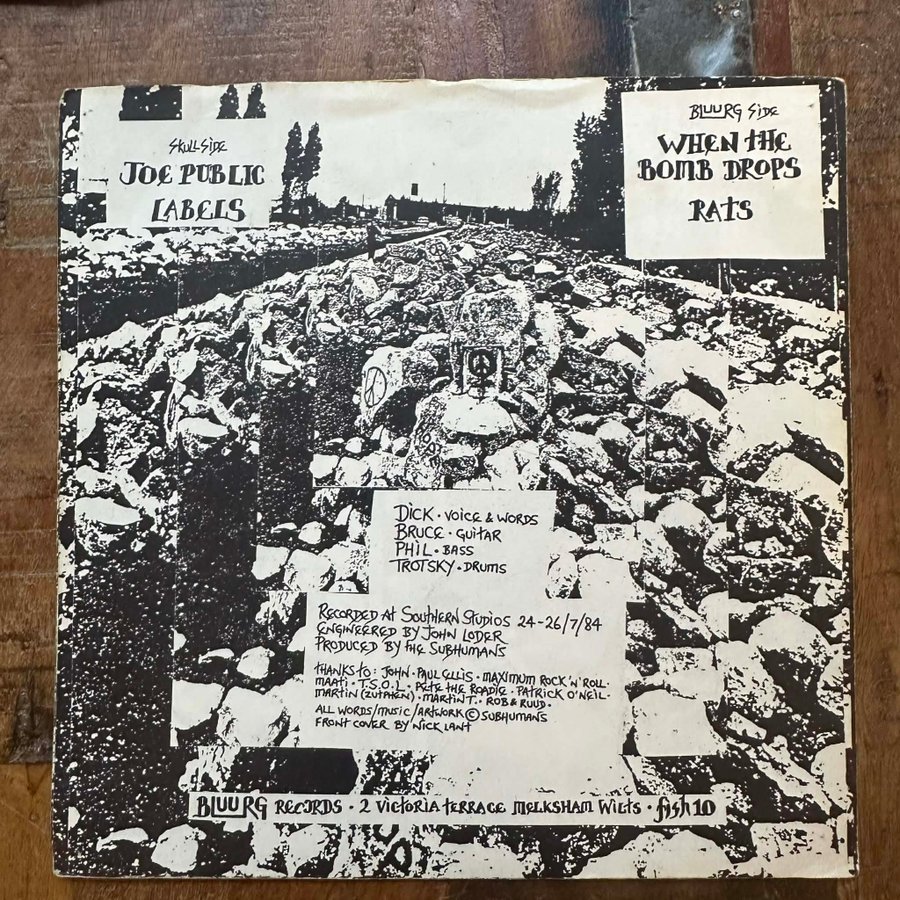 Skull Side
Joe Public
Labels
Bluurg Side
When the
Bomb Drops
Rats
Dick · Voice & Words
Bruce · Guitar
Phil · Bass
Trotsky · Drums
Recorded at Southern Studios 24-26/7/84
Engineered by John Loder
Produced by the Subhumans
Thanks to: John · Paul Ellis · Maximum Rock 'n' Roll ·
Maati · T.S.O.L. · Pete the Roadie · Patrick O'Neil ·
Martin (Zutphen) · Martin T. · Rob & Ruud ·
All Words/Music/Artwork © Subhumans
Front Cover by Nick Lant
Bluurg Records · 2 Victoria Terrace Melksham Wilts · fish 10